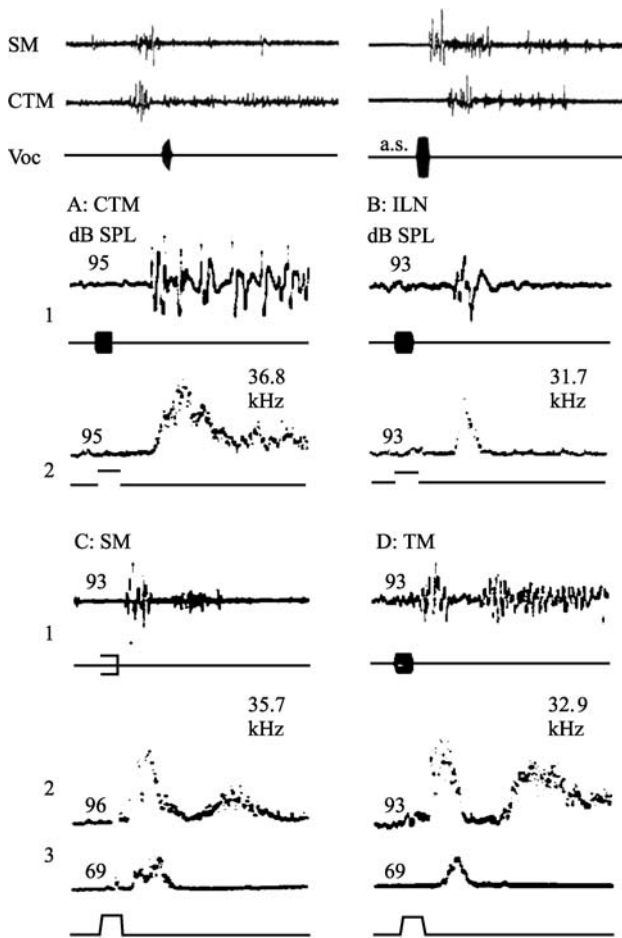 SM
CTM
Voc
a.s.
A: CTM
B: ILN
dB SPL
dB SPL
95
93
1
36.8
kHz
31.7
kHz
95
93
2
C: SM
D: TM
93
93
1
35.7
kHz
32.9
kHz
2
96
93
3
69
69